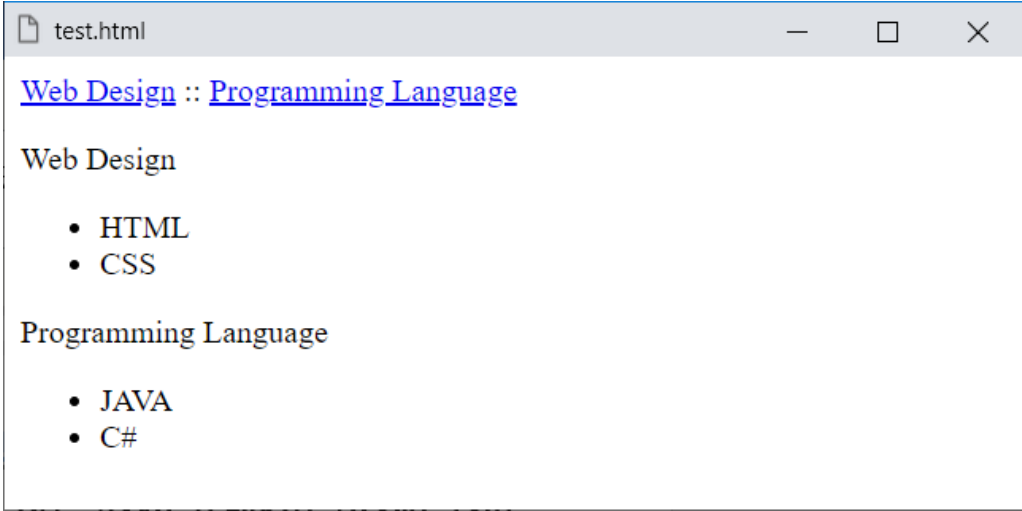 test.html
Web Design :: Programming Language
Web Design
HTML
CSS
Programming Language
JAVA
C#